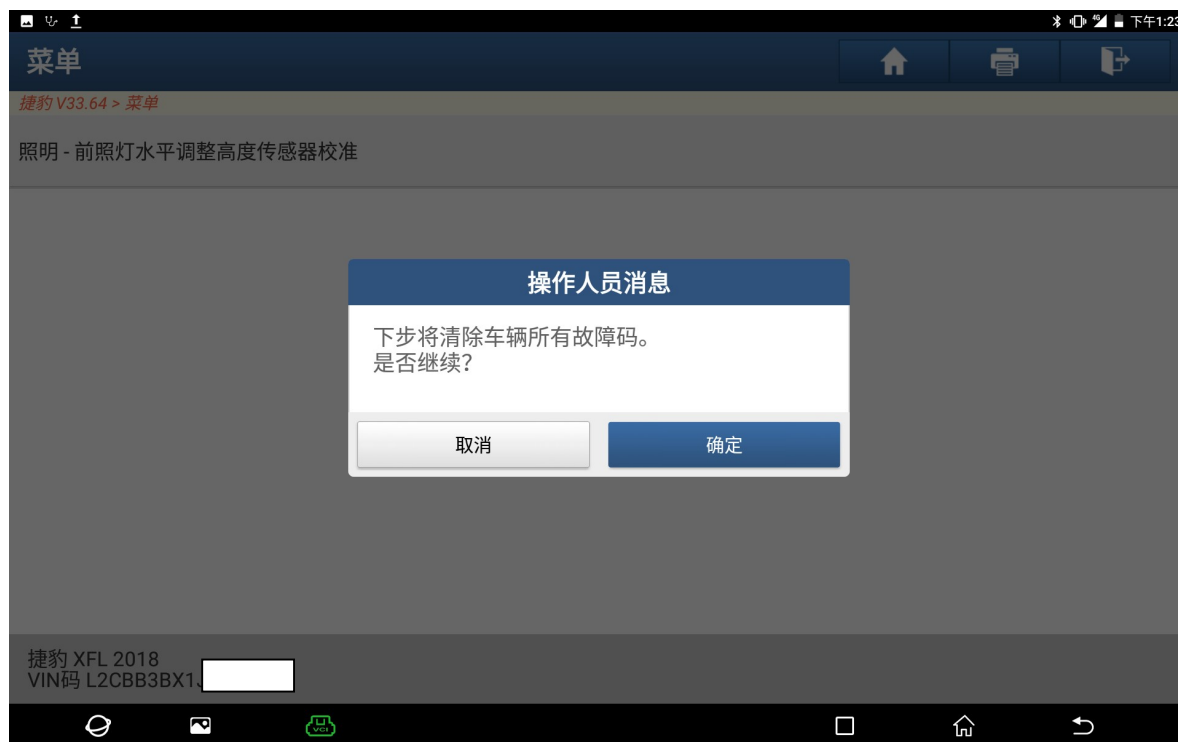 下午1:23
菜单
捷豹 V33.64 > 菜单
照明 - 前照灯水平调整高度传感器校准
操作人员消息
下步将清除车辆所有故障码。
是否继续?
取消
确定
捷豹 XFL 2018
VIN码 L2CBB3BX1J
VCI